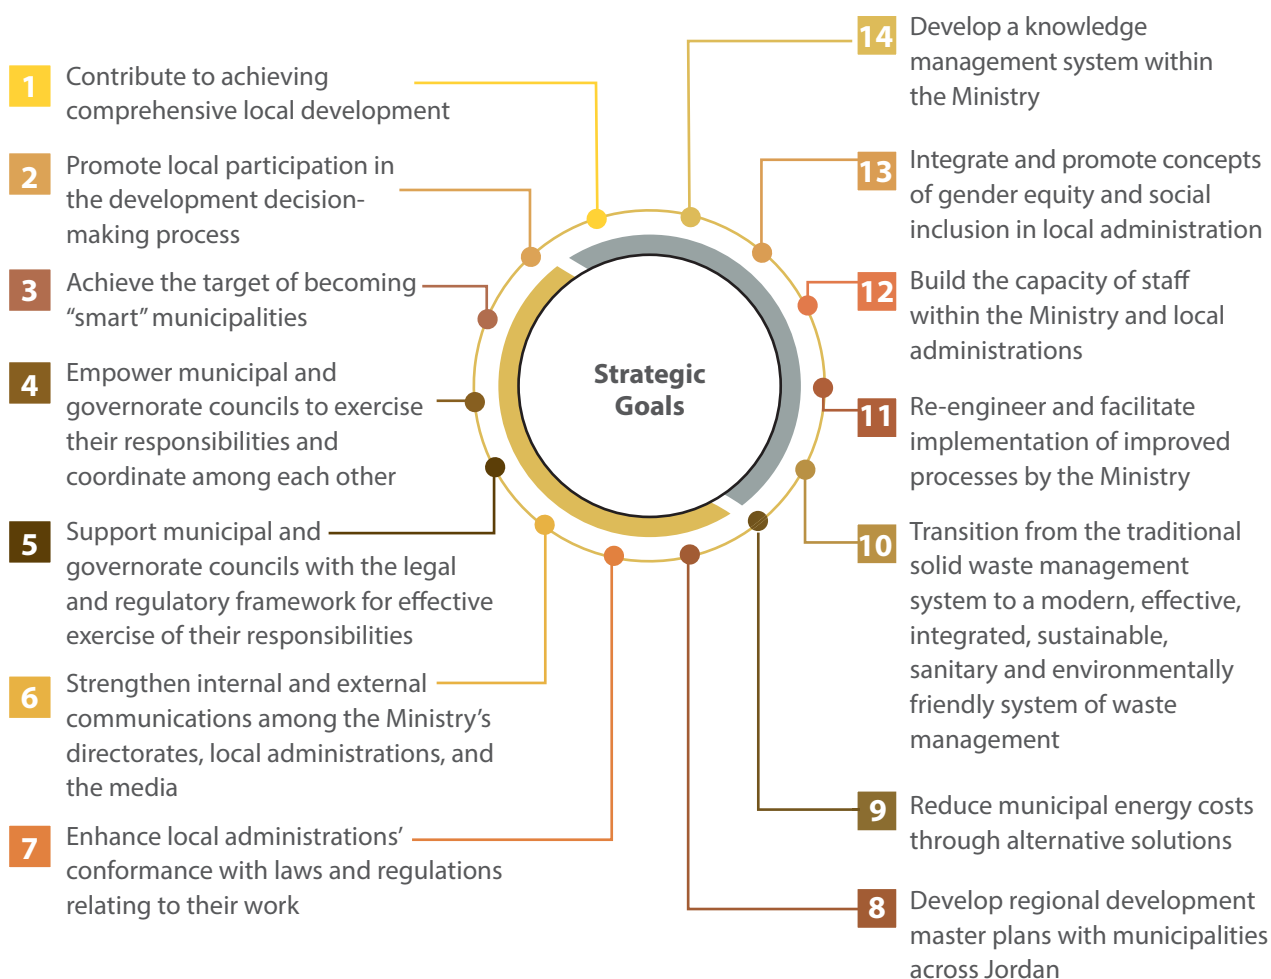 1
Contribute to achieving
comprehensive local development
2
Promote local participation in
the development decision-
making process
3
Achieve the target of becoming
“smart” municipalities
4
Empower municipal and
governorate councils to exercise
their responsibilities and
coordinate among each other
5
Support municipal and
governorate councils with the legal
and regulatory framework for effective
exercise of their responsibilities
6
Strengthen internal and external
communications among the Ministry’s
directorates, local administrations, and
the media
7
Enhance local administrations’
conformance with laws and regulations
relating to their work
Strategic
Goals
14
Develop a knowledge
management system within
the Ministry
13
Integrate and promote concepts
of gender equity and social
inclusion in local administration
12
Build the capacity of staff
within the Ministry and local
administrations
11
Re-engineer and facilitate
implementation of improved
processes by the Ministry
10
Transition from the traditional
solid waste management
system to a modern, effective,
integrated, sustainable,
sanitary and environmentally
friendly system of waste
management
9
Reduce municipal energy costs
through alternative solutions
8
Develop regional development
master plans with municipalities
across Jordan